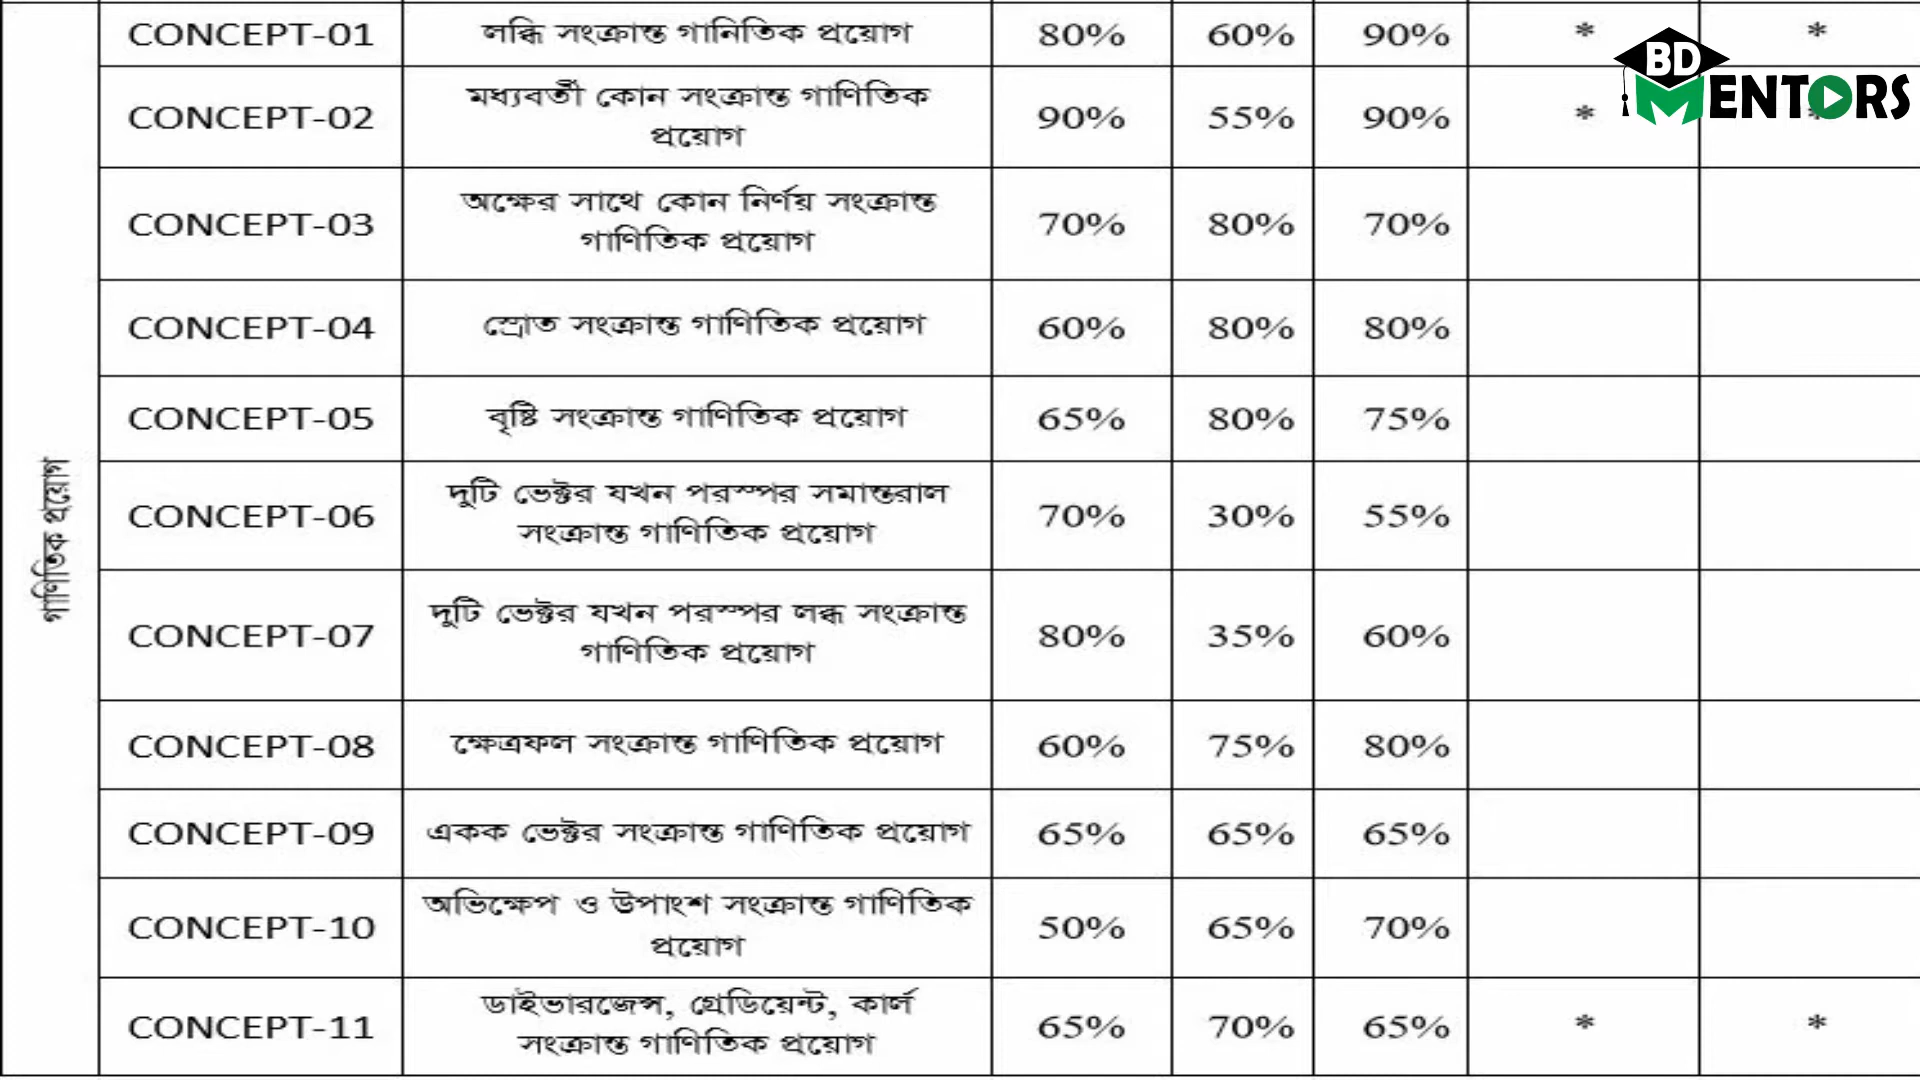 CONCEPT-01 লব্ধি সংক্রান্ত গানিতিক প্রয়োগ 80% 60% 90% * *
BD
MENTORS
CONCEPT-02 মধ্যবর্তী কোন সংক্রান্ত গাণিতিক
প্রয়োগ 90% 55% 90% * *
CONCEPT-03 অক্ষের সাথে কোন নির্ণয় সংক্রান্ত
গাণিতিক প্রয়োগ 70% 80% 70%
CONCEPT-04 স্রোত সংক্রান্ত গাণিতিক প্রয়োগ 60% 80% 80%
CONCEPT-05 বৃষ্টি সংক্রান্ত গাণিতিক প্রয়োগ 65% 80% 75%
গাণিতিক প্রয়োগ
CONCEPT-06 দুটি ভেক্টর যখন পরস্পর সমান্তরাল
সংক্রান্ত গাণিতিক প্রয়োগ 70% 30% 55%
CONCEPT-07 দুটি ভেক্টর যখন পরস্পর লম্ব সংক্রান্ত
গাণিতিক প্রয়োগ 80% 35% 60%
CONCEPT-08 ক্ষেত্রফল সংক্রান্ত গাণিতিক প্রয়োগ 60% 75% 80%
CONCEPT-09 একক ভেক্টর সংক্রান্ত গাণিতিক প্রয়োগ 65% 65% 65%
CONCEPT-10 অভিক্ষেপ ও উপাংশ সংক্রান্ত গাণিতিক
প্রয়োগ 50% 65% 70%
CONCEPT-11 ডাইভারজেন্স, গ্রেডিয়েন্ট, কার্ল
সংক্রান্ত গাণিতিক প্রয়োগ 65% 70% 65% * *